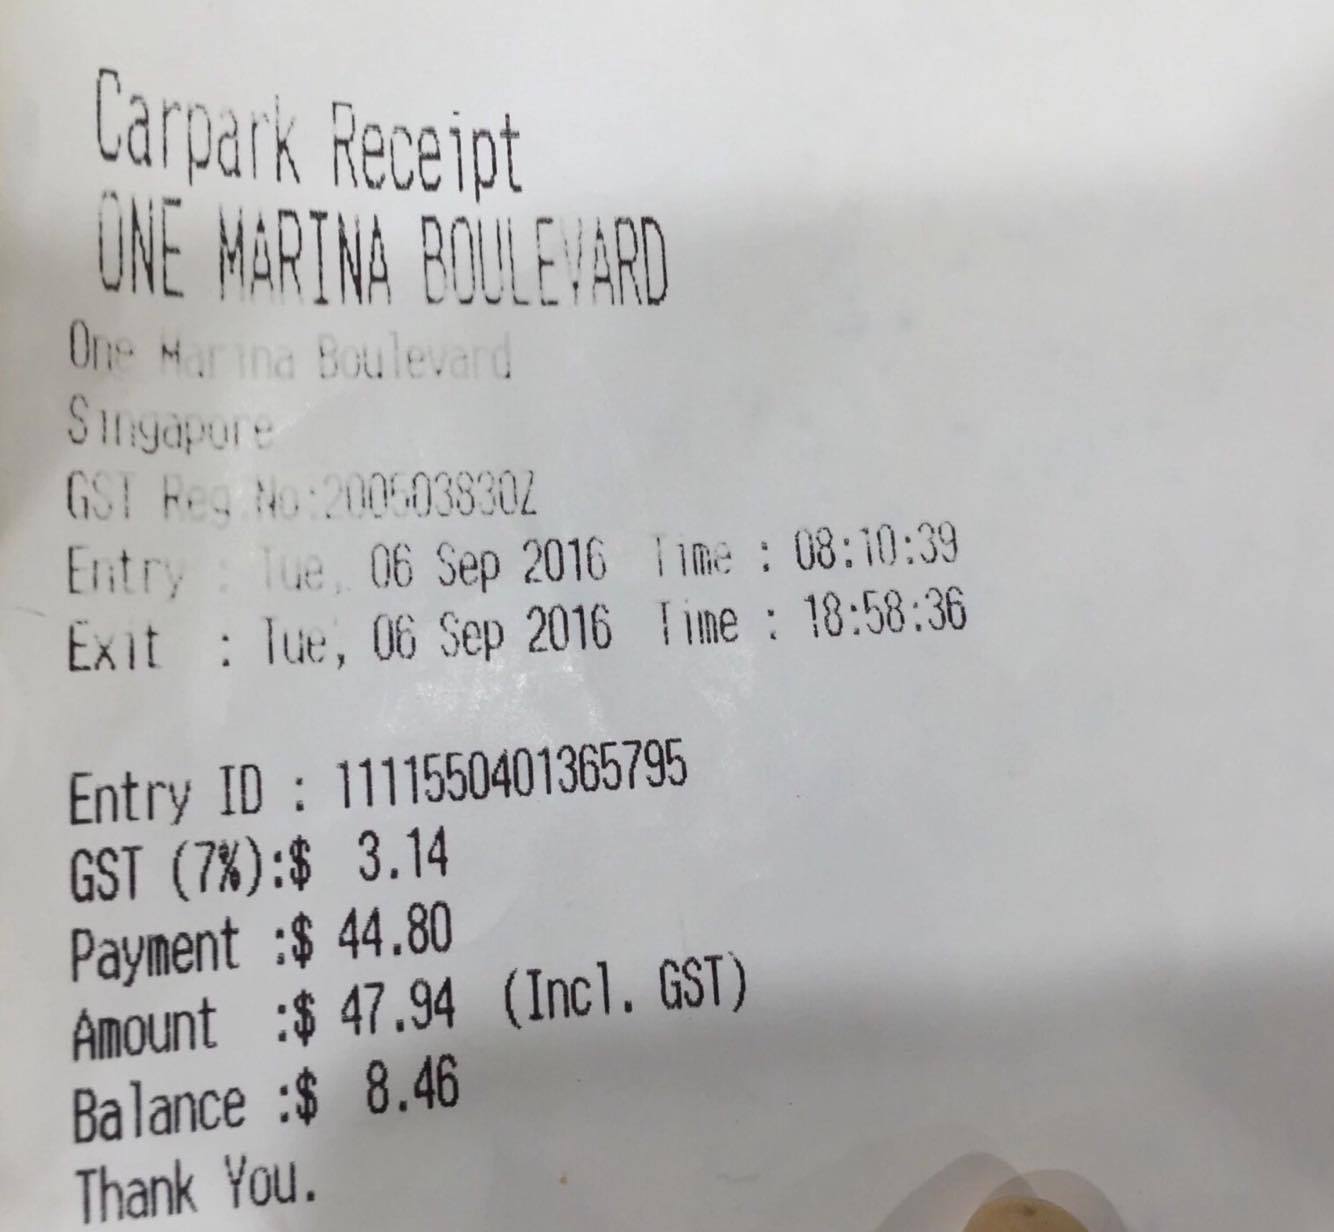 Carpark Receipt
ONE MARINA BOULEVARD
One Marina Boulevard
Singapore
GST Reg No:200503830Z
Entry : Tue, 06 Sep 2016 Time : 08:10:39
Exit : Tue, 06 Sep 2016 Time : 18:58:36
Entry ID : 1111550401365795
GST (7%):$ 3.14
Payment :$ 44.80
Amount :$ 47.94 (Incl. GST)
Balance :$ 8.46
Thank You.